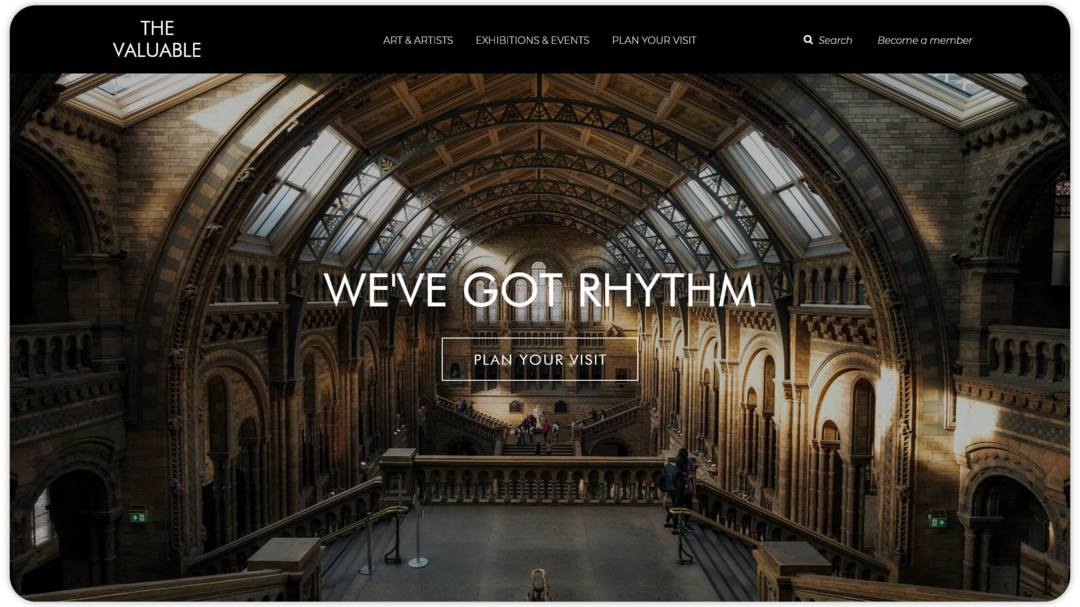 THE
VALUABLE
ART & ARTISTS
EXHIBITIONS & EVENTS
PLAN YOUR VISIT
Search
Become a member
WE'VE GOT RHYTHM
PLAN YOUR VISIT